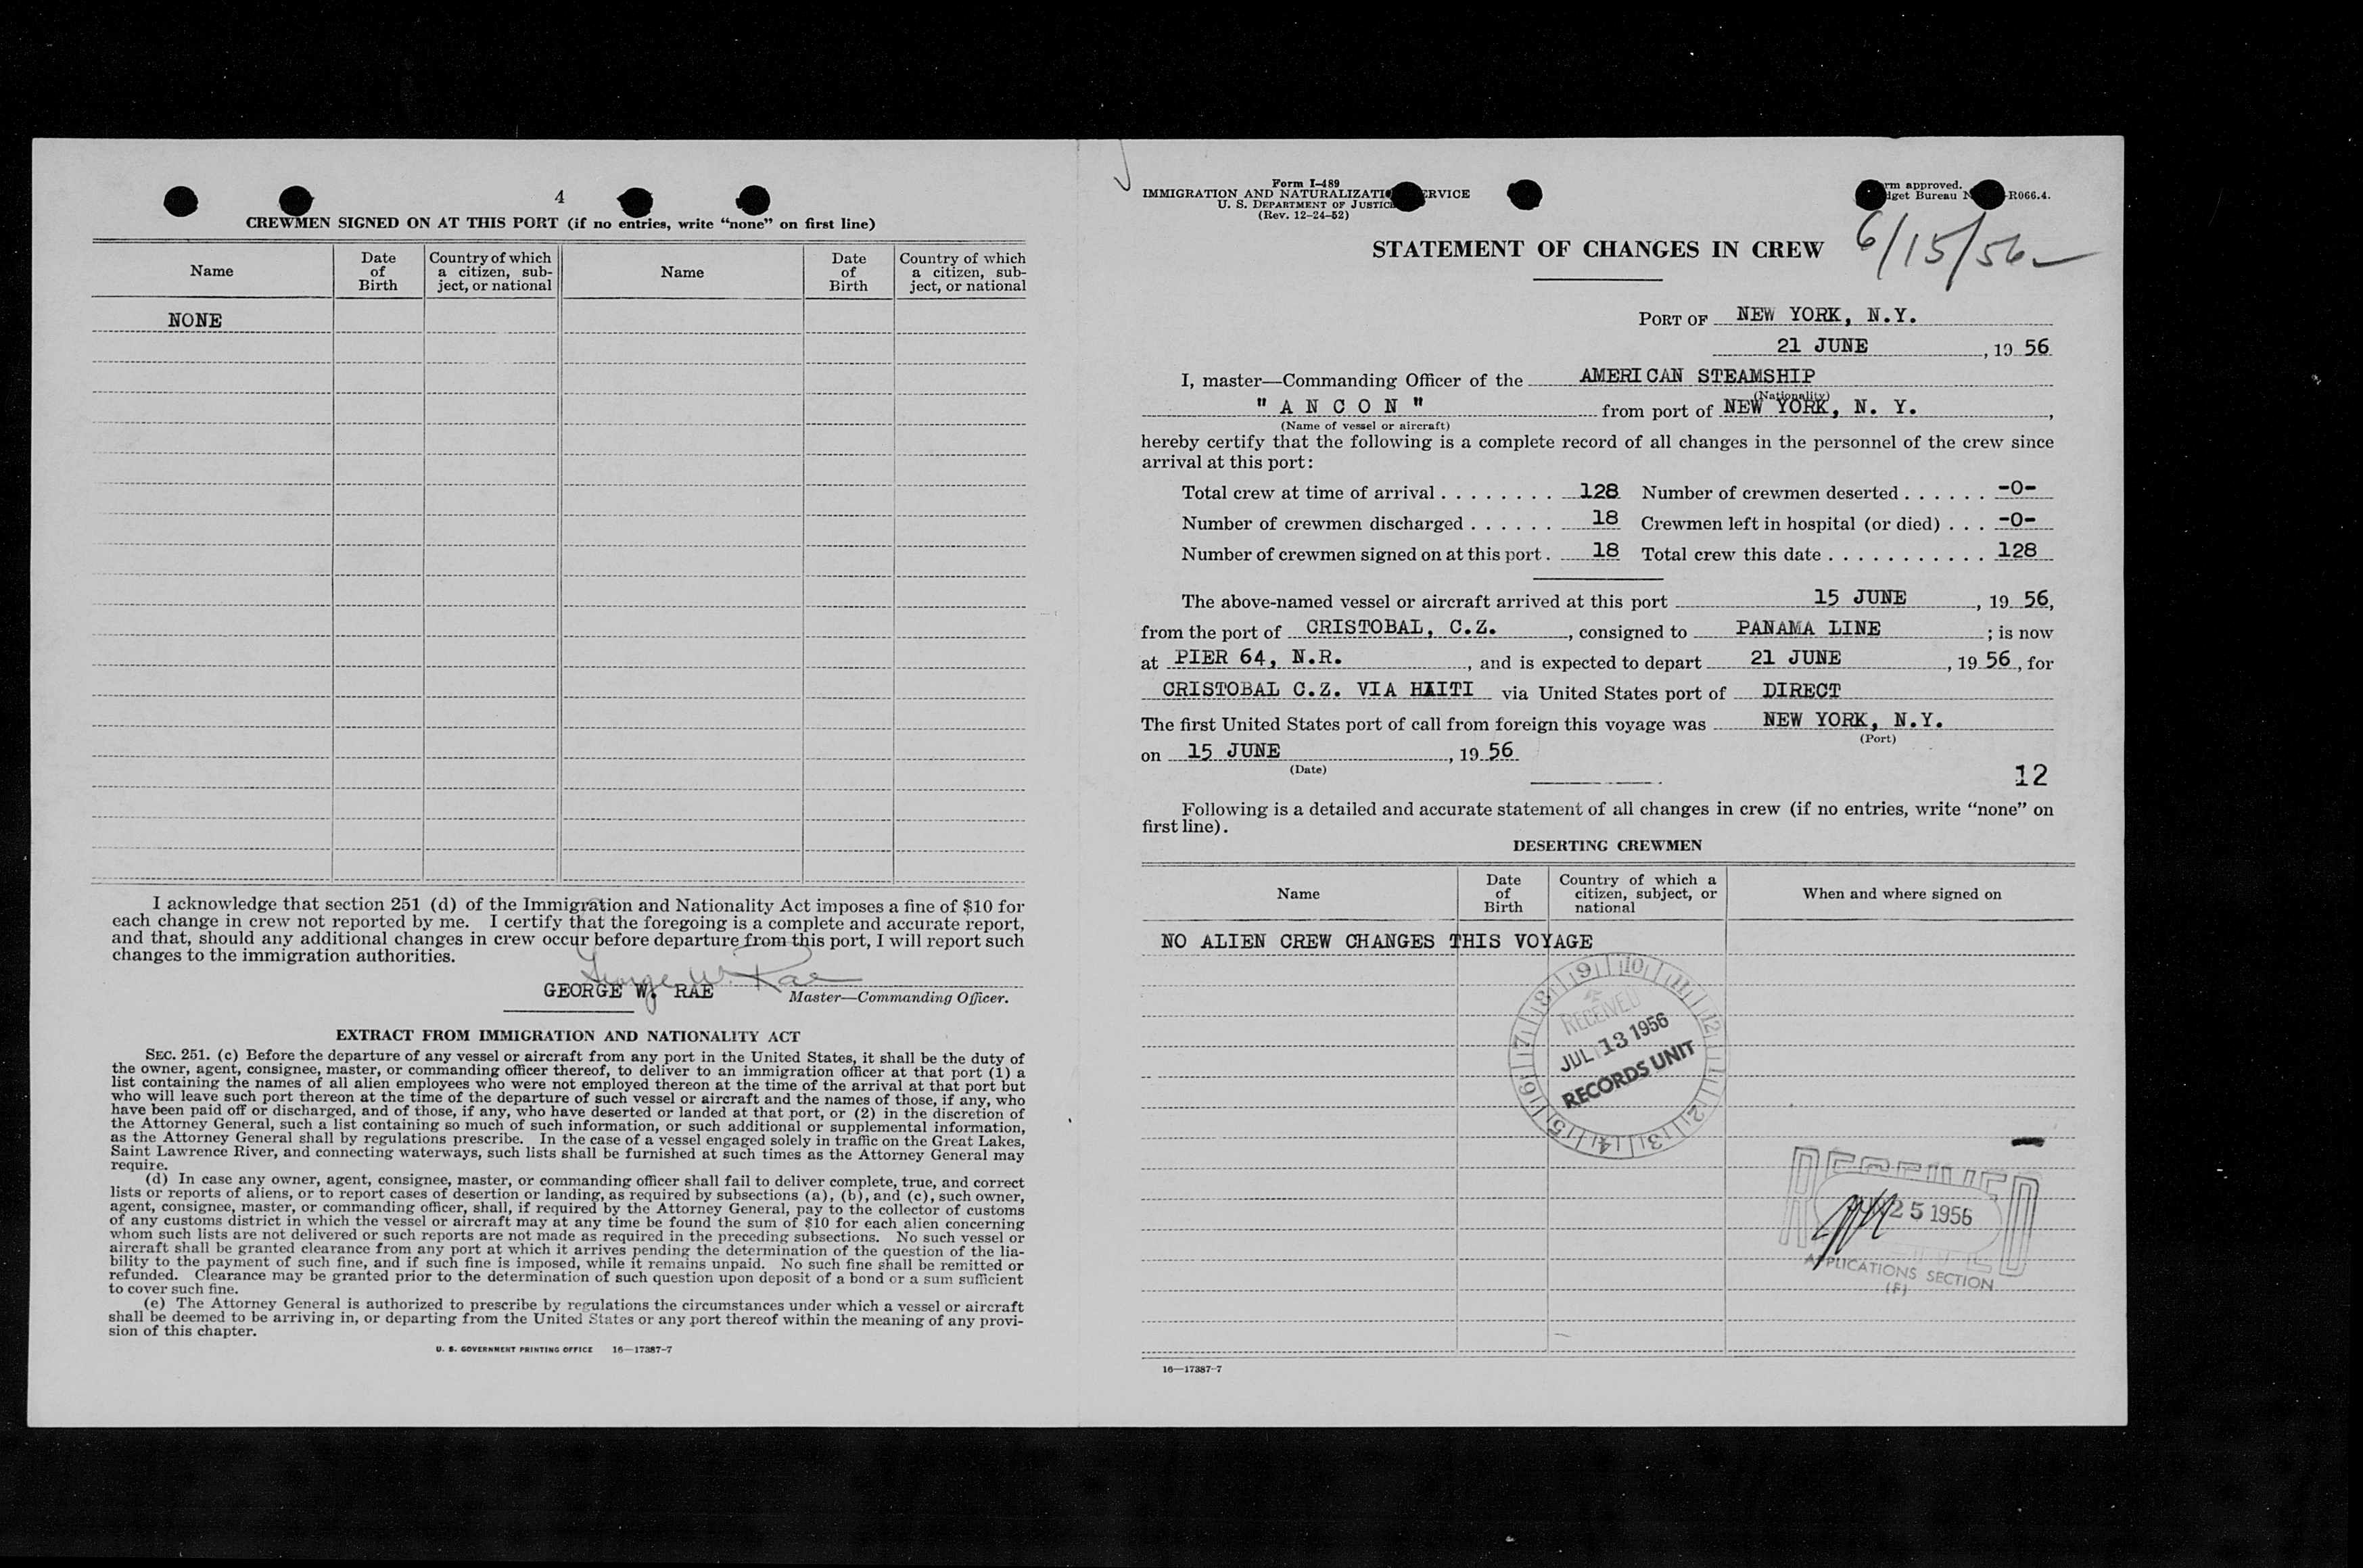 4
CREWMEN SIGNED ON AT THIS PORT (if no entries, write “none” on first line)
Name
Date of Birth
Country of which a citizen, subject, or national
Name
Date of Birth
Country of which a citizen, subject, or national
NONE
I acknowledge that section 251 (d) of the Immigration and Nationality Act imposes a fine of $10 for
each change in crew not reported by me. I certify that the foregoing is a complete and accurate report,
and that, should any additional changes in crew occur before departure from this port, I will report such
changes to the immigration authorities.
George W. Rae
GEORGE W. RAE Master—Commanding Officer.
EXTRACT FROM IMMIGRATION AND NATIONALITY ACT
SEC. 251. (c) Before the departure of any vessel or aircraft from any port in the United States, it shall be the duty of
the owner, agent, consignee, master, or commanding officer thereof, to deliver to an immigration officer at that port (1) a
list containing the names of all alien employees who were not employed thereon at the time of the arrival at that port but
who will leave such port thereon at the time of the departure of such vessel or aircraft and the names of those, if any, who
have been paid off or discharged, and of those, if any, who have deserted or landed at that port, or (2) in the discretion of
the Attorney General, such a list containing so much of such information, or such additional or supplemental information,
as the Attorney General shall by regulations prescribe. In the case of a vessel engaged solely in traffic on the Great Lakes,
Saint Lawrence River, and connecting waterways, such lists shall be furnished at such times as the Attorney General may
require.
(d) In case any owner, agent, consignee, master, or commanding officer shall fail to deliver complete, true, and correct
lists or reports of aliens, or to report cases of desertion or landing, as required by subsections (a), (b), and (c), such owner,
agent, consignee, master, or commanding officer, shall, if required by the Attorney General, pay to the collector of customs
of any customs district in which the vessel or aircraft may at any time be found the sum of $10 for each alien concerning
whom such lists are not delivered or such reports are not made as required in the preceding subsections. No such vessel or
aircraft shall be granted clearance from any port at which it arrives pending the determination of the question of the lia-
bility to the payment of such fine, and if such fine is imposed, while it remains unpaid. No such fine shall be remitted or
refunded. Clearance may be granted prior to the determination of such question upon deposit of a bond or a sum sufficient
to cover such fine.
(e) The Attorney General is authorized to prescribe by regulations the circumstances under which a vessel or aircraft
shall be deemed to be arriving in, or departing from the United States or any port thereof within the meaning of any provi-
sion of this chapter.
U. S. GOVERNMENT PRINTING OFFICE 16—17387-7
Form I-489
IMMIGRATION AND NATURALIZATI RVICE
U. S. DEPARTMENT OF JUSTICE
(Rev. 12-24-52)
rm approved.
dget Bureau N -R066.4.
6/15/56
STATEMENT OF CHANGES IN CREW
PORT OF NEW YORK, N.Y.
21 JUNE, 19 56
I, master—Commanding Officer of the AMERICAN STEAMSHIP
(Nationality)
" A N C O N " from port of NEW YORK, N. Y.,
(Name of vessel or aircraft)
hereby certify that the following is a complete record of all changes in the personnel of the crew since
arrival at this port:
Total crew at time of arrival . . . . . . . . 128 Number of crewmen deserted . . . . . . -0-
Number of crewmen discharged . . . . . . 18 Crewmen left in hospital (or died) . . . -0-
Number of crewmen signed on at this port . 18 Total crew this date . . . . . . . . . . . 128
The above-named vessel or aircraft arrived at this port 15 JUNE, 19 56,
from the port of CRISTOBAL, C.Z., consigned to PANAMA LINE; is now
at PIER 64, N.R., and is expected to depart 21 JUNE, 19 56, for
CRISTOBAL C.Z. VIA HAITI via United States port of DIRECT
The first United States port of call from foreign this voyage was NEW YORK, N.Y.
(Port)
on 15 JUNE, 19 56
(Date)
12
Following is a detailed and accurate statement of all changes in crew (if no entries, write “none” on
first line).
DESERTING CREWMEN
Name
Date of Birth
Country of which a citizen, subject, or national
When and where signed on
NO ALIEN CREW CHANGES THIS VOYAGE
9 10 11 12 1 2 3 4 5 6 7 8
RECEIVED
JUL 13 1956
RECORDS UNIT
RECEIVED
25 1956
APPLICATIONS SECTION
(F)
16—17387-7